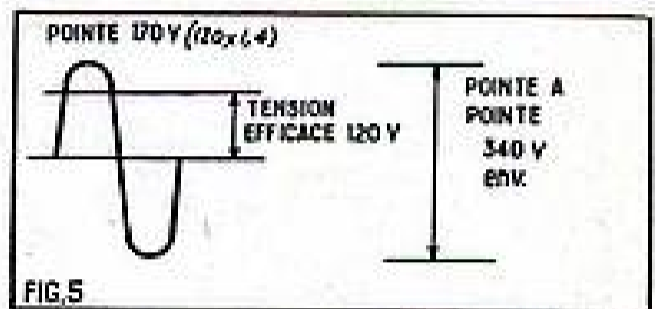 POINTE 170 V (120 x 1,4)
TENSION
EFFICACE 120 V
POINTE A
POINTE
340 V
env.
FIG.5